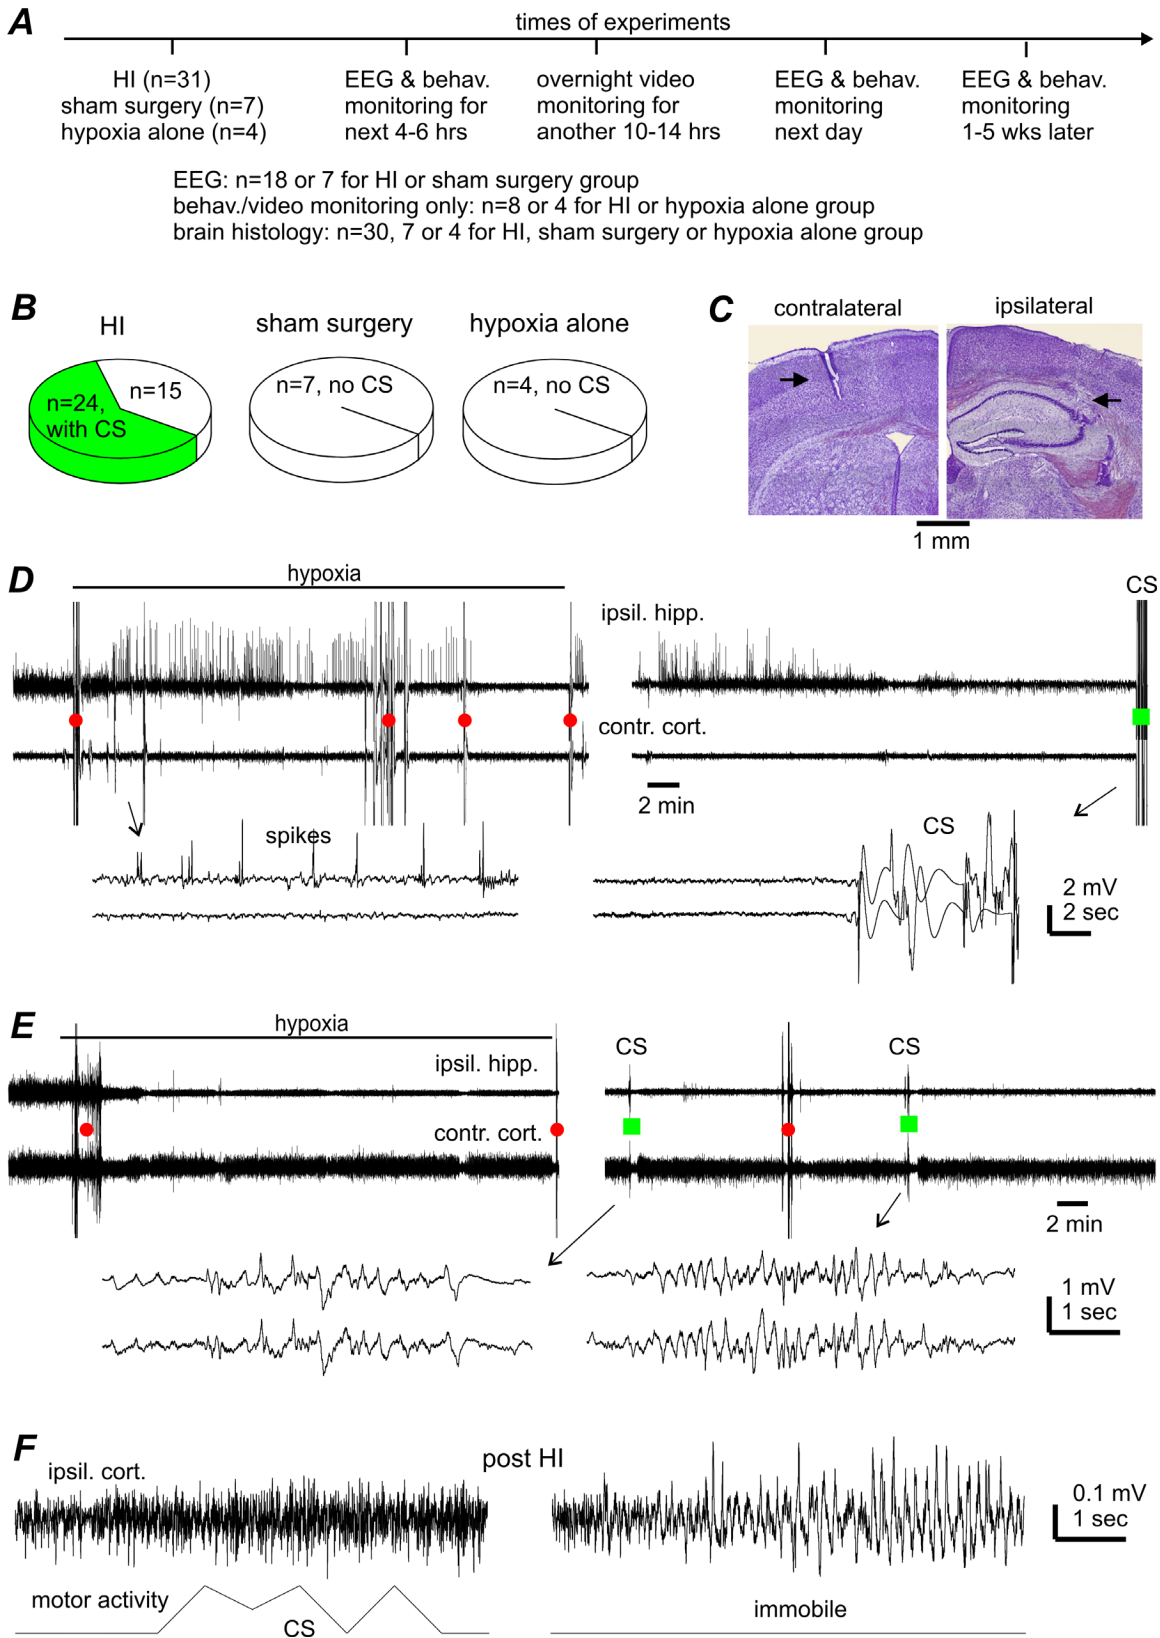 A
times of experiments
HI (n=31)
sham surgery (n=7)
hypoxia alone (n=4)
EEG & behav.
monitoring for
next 4-6 hrs
overnight video
monitoring for
another 10-14 hrs
EEG & behav.
monitoring
next day
EEG & behav.
monitoring
1-5 wks later
EEG: n=18 or 7 for HI or sham surgery group
behav./video monitoring only: n=8 or 4 for HI or hypoxia alone group
brain histology: n=30, 7 or 4 for HI, sham surgery or hypoxia alone group
B
HI
n=15
n=24,
with CS
sham surgery
n=7, no CS
hypoxia alone
n=4, no CS
C
contralateral
ipsilateral
1 mm
D
hypoxia
CS
ipsil. hipp.
contr. cort.
2 min
spikes
CS
2 mV
2 sec
E
hypoxia
ipsil. hipp.
CS
CS
contr. cort.
2 min
1 mV
1 sec
F
post HI
ipsil. cort.
0.1 mV
1 sec
motor activity
CS
immobile